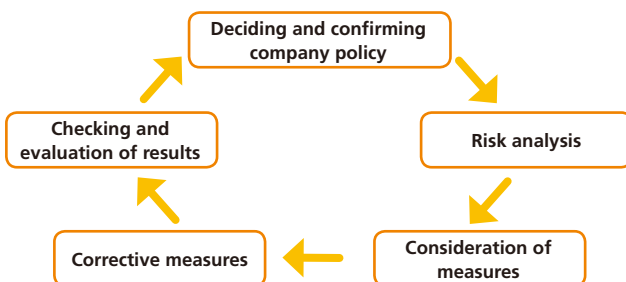 Deciding and confirming
company policy
Checking and
evaluation of results
Risk analysis
Corrective measures
Consideration of
measures